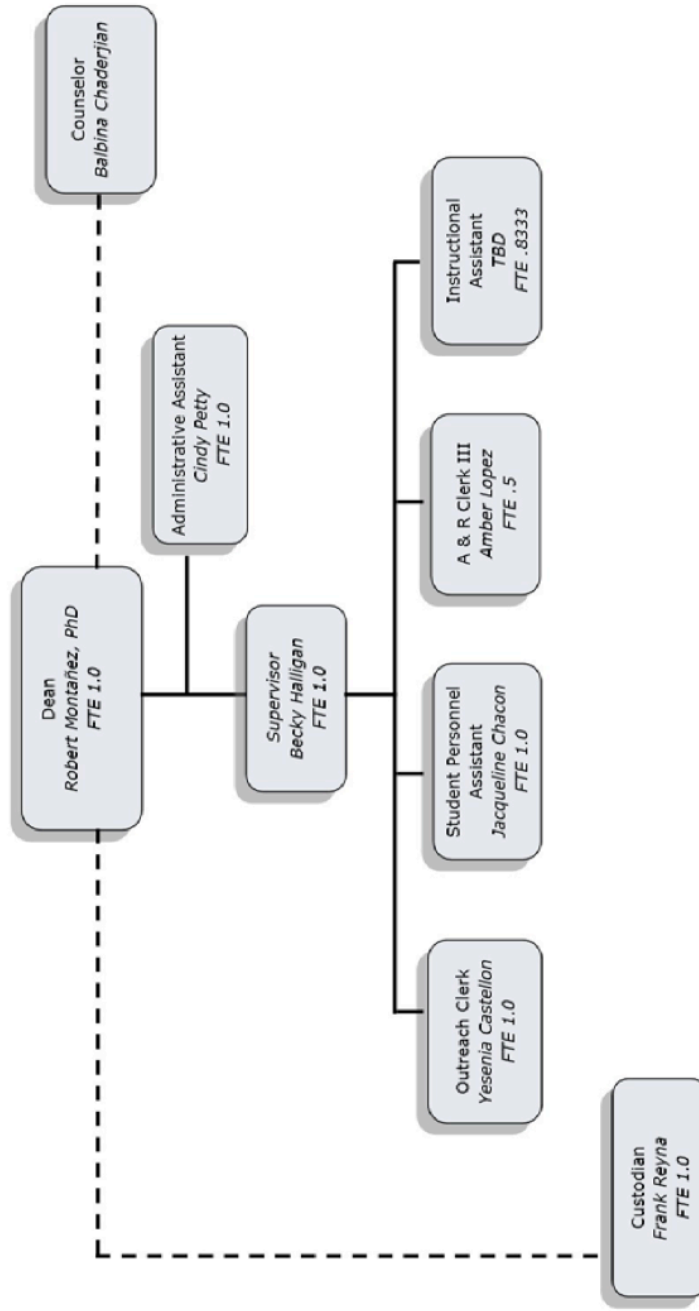 Dean
Robert Montañez, PhD
FTE 1.0
Counselor
Balbina Chaderjian
Administrative Assistant
Cindy Petty
FTE 1.0
Supervisor
Becky Halligan
FTE 1.0
Outreach Clerk
Yesenia Castellon
FTE 1.0
Student Personnel
Assistant
Jacqueline Chacon
FTE 1.0
A & R Clerk III
Amber Lopez
FTE .5
Instructional
Assistant
TBD
FTE .8333
Custodian
Frank Reyna
FTE 1.0